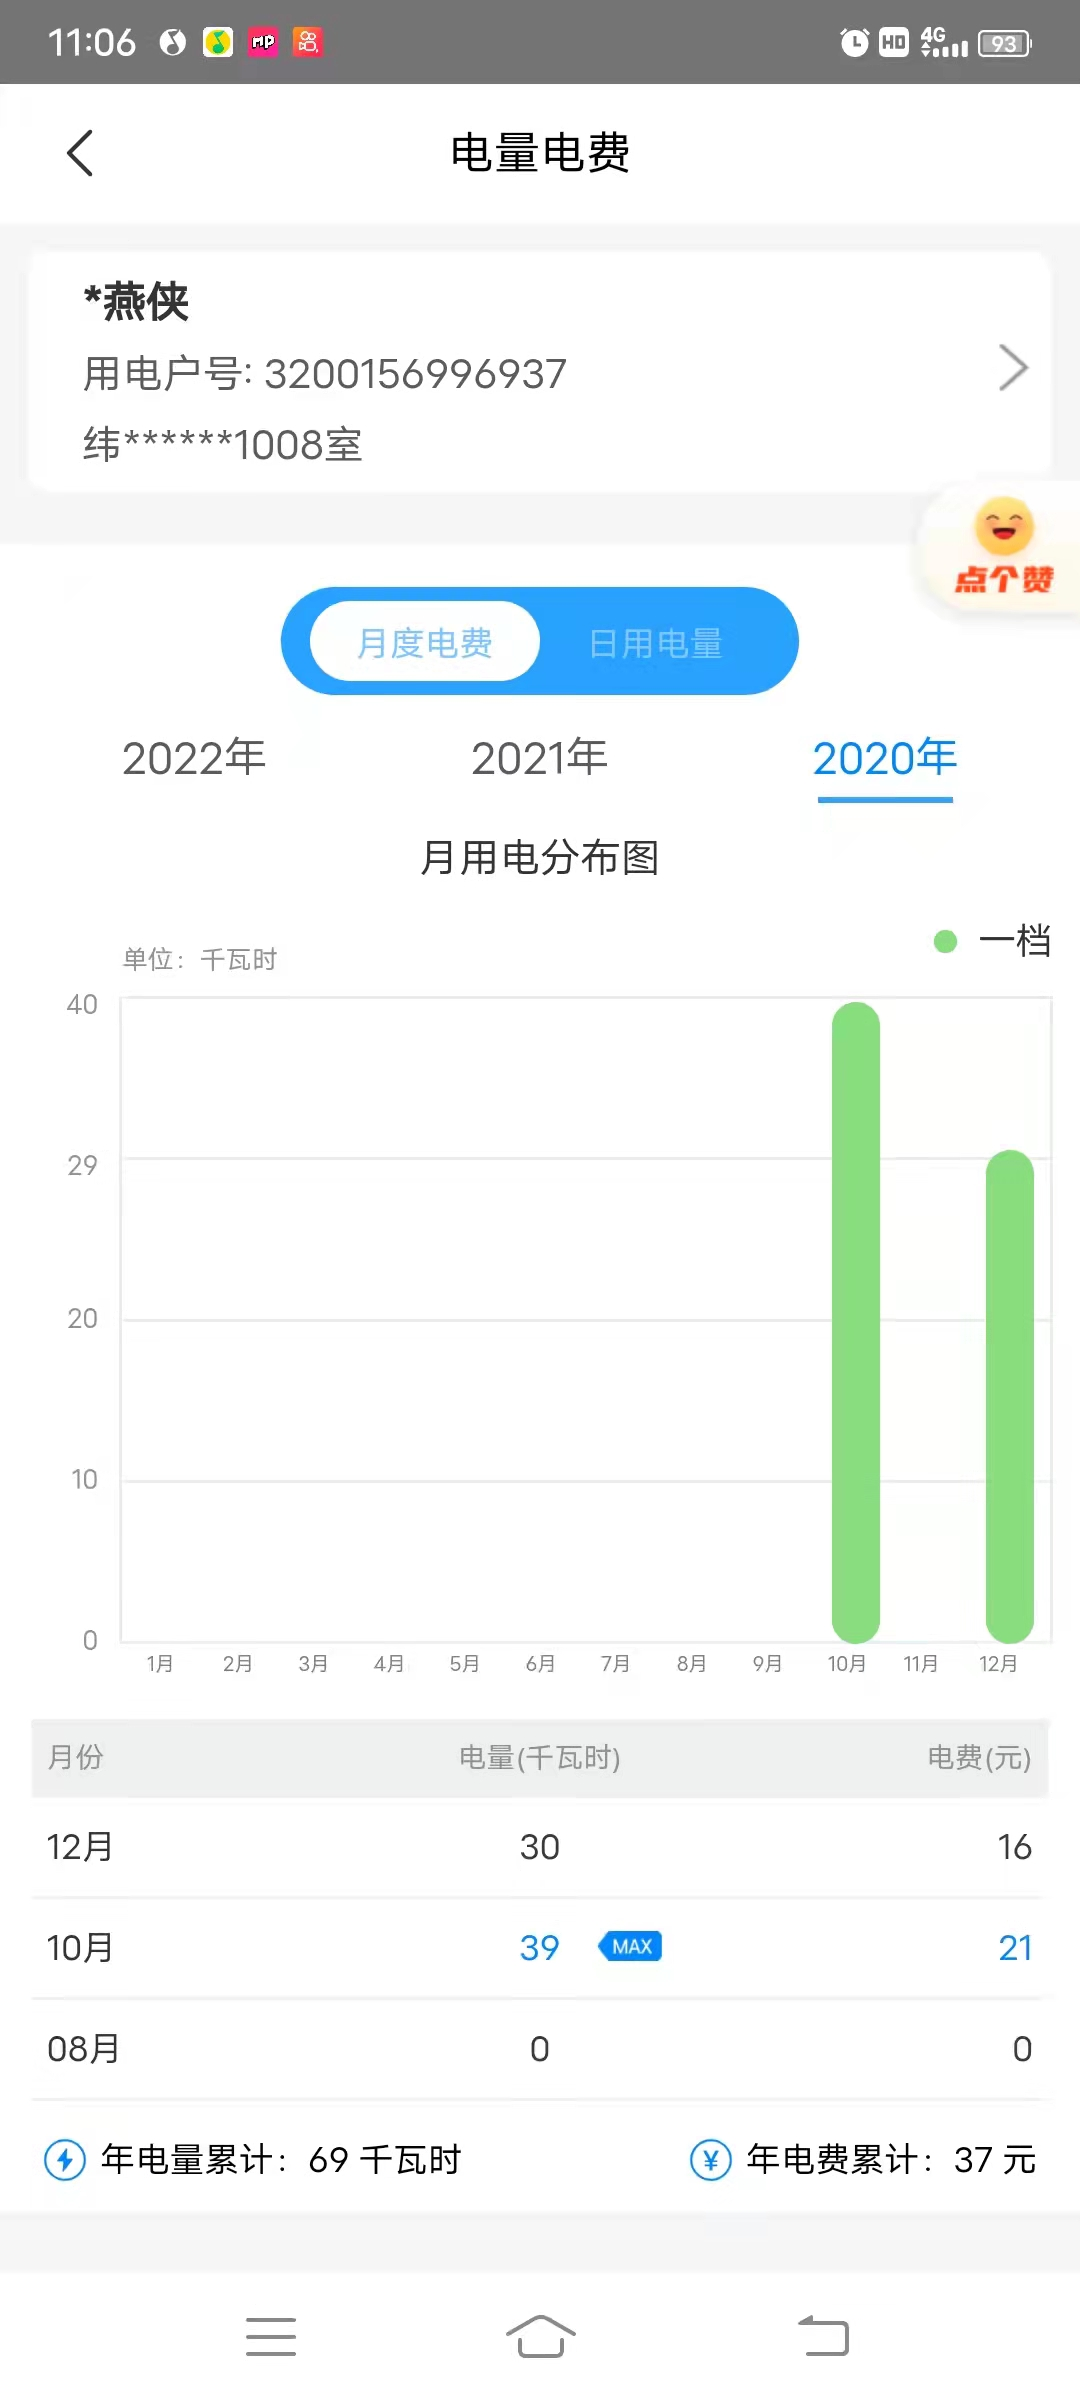 11:06 MP HD 4G 93
电量电费
*燕侠
用电户号: 3200156996937
纬******1008室
点个赞
月度电费 日用电量
2022年 2021年 2020年
月用电分布图
单位：千瓦时
一档
40
29
20
10
0
1月 2月 3月 4月 5月 6月 7月 8月 9月 10月 11月 12月
月份 电量(千瓦时) 电费(元)
12月 30 16
10月 39 MAX 21
08月 0 0
年电量累计：69 千瓦时 ¥ 年电费累计：37 元